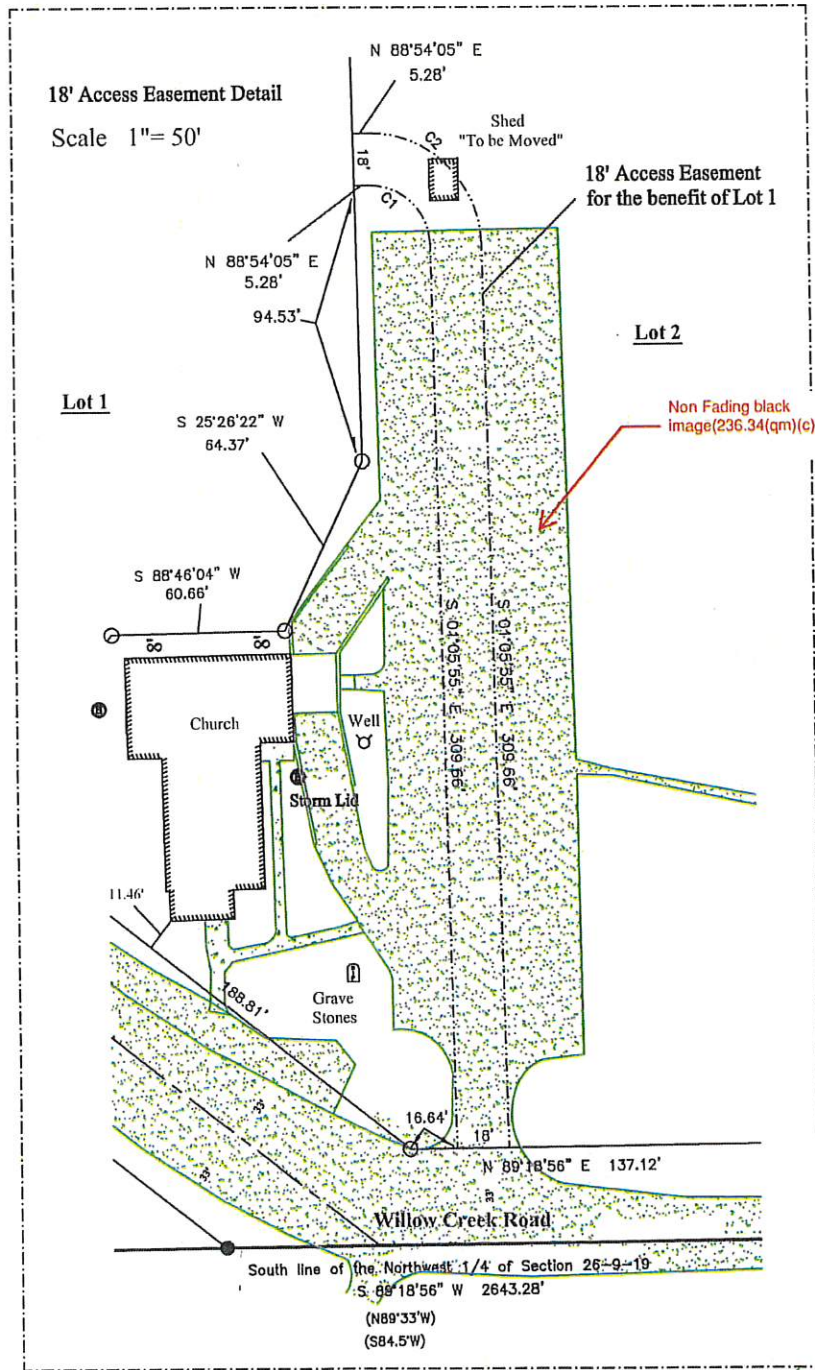 18' Access Easement Detail
Scale 1"= 50'
N 88°54'05" E
5.28'
Shed
"To be Moved"
C2
18'
C1
18' Access Easement
for the benefit of Lot 1
N 88°54'05" E
5.28'
94.53'
Lot 2
Lot 1
Non Fading black
image(236.34(qm)(c)
S 25°26'22" W
64.37'
S 88°46'04" W
60.66'
8'
8'
S 01°05'55" E 309.66'
S 01°05'55" E 309.66'
Church
Well
Storm Lid
11.46'
188.81'
Grave
Stones
16.64'
18
N 89°18'56" E 137.12'
33'
33'
33'
Willow Creek Road
South line of the Northwest 1/4 of Section 26-9-19
S 89°18'56" W 2643.28'
(N89°33'W)
(S84.5°W)